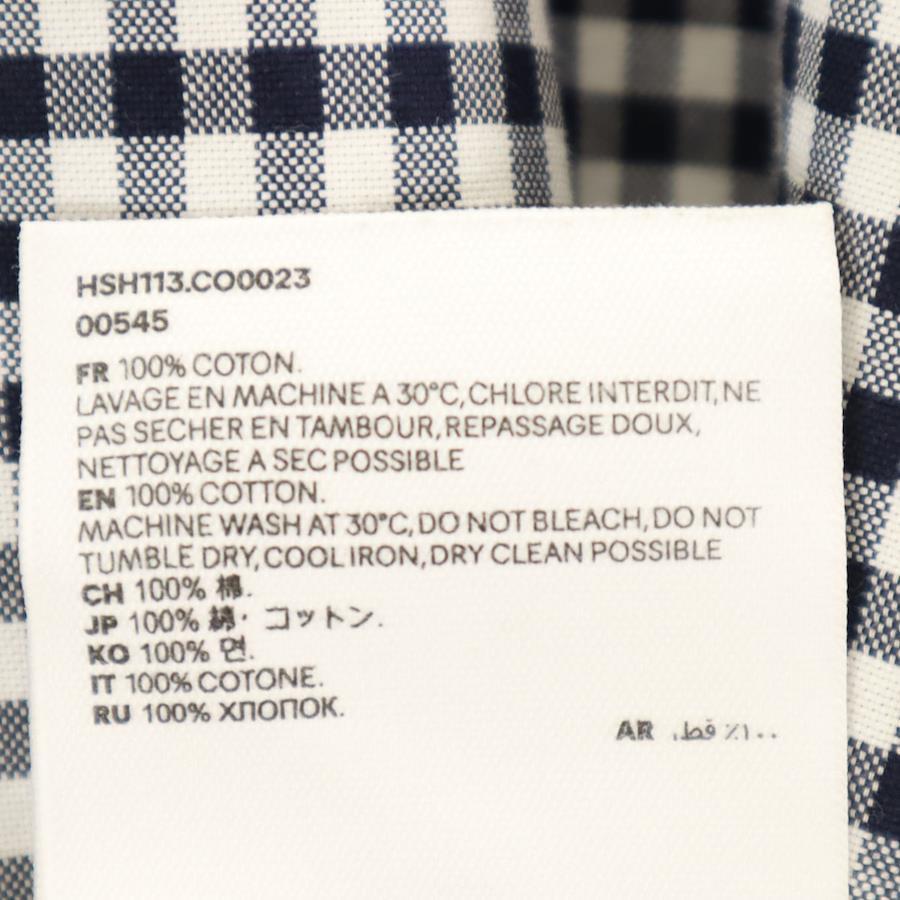 HSH113.CO0023
00545
FR 100% COTON.
LAVAGE EN MACHINE A 30°C,CHLORE INTERDIT,NE
PAS SECHER EN TAMBOUR,REPASSAGE DOUX,
NETTOYAGE A SEC POSSIBLE
EN 100% COTTON.
MACHINE WASH AT 30°C,DO NOT BLEACH,DO NOT
TUMBLE DRY,COOL IRON,DRY CLEAN POSSIBLE
CH 100% 棉.
JP 100% 綿・コットン.
KO 100% 면.
IT 100% COTONE.
RU 100% ХЛОПОК.
AR .قطن ٪١٠٠